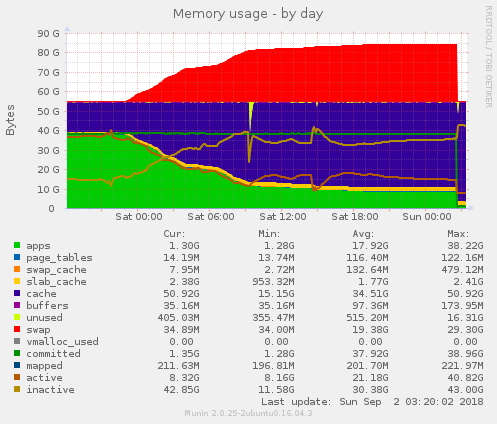 Memory usage - by day
RRDTOOL / TOBI OETIKER
Bytes
90 G
80 G
70 G
60 G
50 G
40 G
30 G
20 G
10 G
0
Sat 00:00 Sat 06:00 Sat 12:00 Sat 18:00 Sun 00:00
Cur: Min: Avg: Max:
apps 1.30G 1.28G 17.92G 38.22G
page_tables 14.19M 13.74M 116.40M 122.16M
swap_cache 7.95M 2.72M 132.64M 479.12M
slab_cache 2.38G 953.32M 1.77G 2.41G
cache 50.92G 15.15G 34.51G 50.92G
buffers 35.16M 35.16M 97.36M 173.95M
unused 405.03M 355.47M 515.20M 16.31G
swap 34.89M 34.00M 19.38G 29.30G
vmalloc_used 0.00 0.00 0.00 0.00
committed 1.35G 1.28G 37.92G 38.96G
mapped 211.63M 196.81M 201.70M 221.97M
active 8.32G 8.16G 21.18G 40.82G
inactive 42.85G 11.58G 30.38G 43.00G
Last update: Sun Sep 2 03:20:02 2018
Munin 2.0.25-2ubuntu0.16.04.3